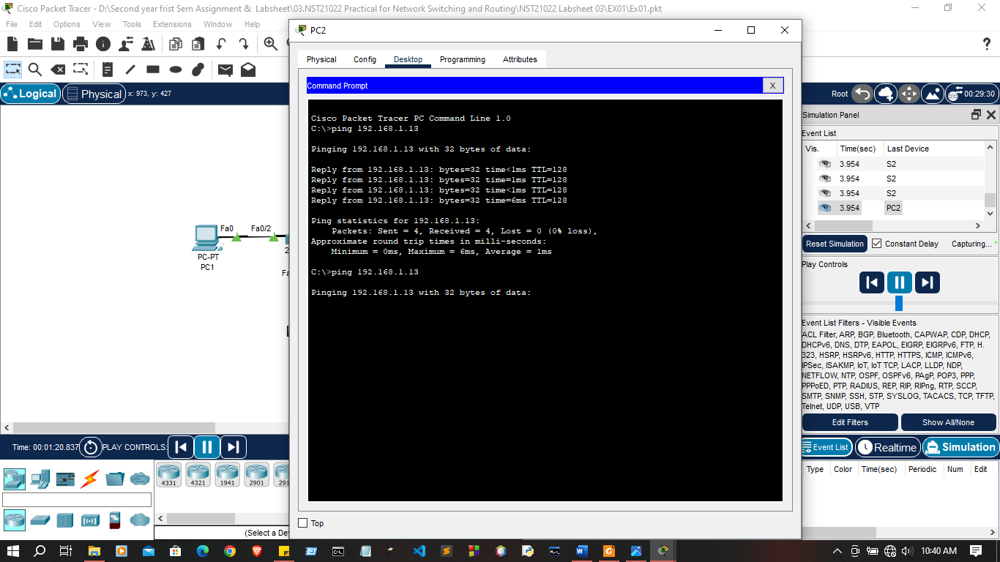 Cisco Packet Tracer - D:\Second year frist Sem Assignment & Labsheet\03.NST21022 Practical for Network Switching and Routing\NST21022 Labsheet 03\EX01\Ex01.pkt
File Edit Options View Tools Extensions Window Help
PC2
Physical Config Desktop Programming Attributes
Command Prompt
X
Cisco Packet Tracer PC Command Line 1.0
C:\>ping 192.168.1.13
Pinging 192.168.1.13 with 32 bytes of data:
Reply from 192.168.1.13: bytes=32 time<1ms TTL=128
Reply from 192.168.1.13: bytes=32 time=1ms TTL=128
Reply from 192.168.1.13: bytes=32 time<1ms TTL=128
Reply from 192.168.1.13: bytes=32 time=6ms TTL=128
Ping statistics for 192.168.1.13:
Packets: Sent = 4, Received = 4, Lost = 0 (0% loss),
Approximate round trip times in milli-seconds:
Minimum = 0ms, Maximum = 6ms, Average = 1ms
C:\>ping 192.168.1.13
Pinging 192.168.1.13 with 32 bytes of data:
Top
Logical Physical x: 973, y: 427
Root 00:29:30
Fa0 Fa0/2
PC-PT
PC1
2
Fa
Simulation Panel
Event List
Vis. Time(sec) Last Device
3.954 S2
3.954 S2
3.954 S2
3.954 PC2
Reset Simulation Constant Delay Capturing... *
Play Controls
Event List Filters - Visible Events
ACL Filter, ARP, BGP, Bluetooth, CAPWAP, CDP, DHCP,
DHCPv6, DNS, DTP, EAPOL, EIGRP, EIGRPv6, FTP, H.
323, HSRP, HSRPv6, HTTP, HTTPS, ICMP, ICMPv6,
IPSec, ISAKMP, IoT, IoT TCP, LACP, LLDP, NDP,
NETFLOW, NTP, OSPF, OSPFv6, PAgP, POP3, PPP,
PPPoED, PTP, RADIUS, REP, RIP, RIPng, RTP, SCCP,
SMTP, SNMP, SSH, STP, SYSLOG, TACACS, TCP, TFTP,
Telnet, UDP, USB, VTP
Edit Filters Show All/None
Time: 00:01:20.837 PLAY CONTROLS:
Event List Realtime Simulation
4331 4321 1941 2901 291
Type Color Time(sec) Periodic Num Edit
(Select a De
10:40 AM